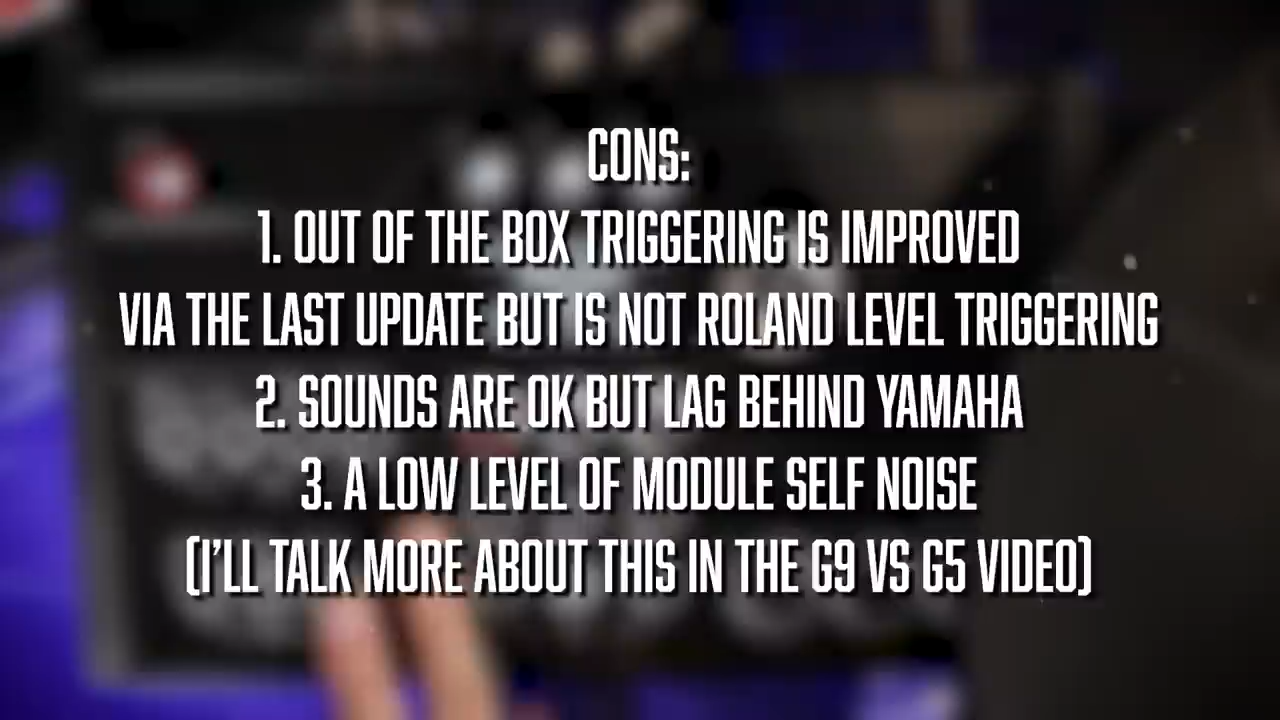 CONS:
1. OUT OF THE BOX TRIGGERING IS IMPROVED
VIA THE LAST UPDATE BUT IS NOT ROLAND LEVEL TRIGGERING
2. SOUNDS ARE OK BUT LAG BEHIND YAMAHA
3. A LOW LEVEL OF MODULE SELF NOISE
(I'LL TALK MORE ABOUT THIS IN THE G9 VS G5 VIDEO)